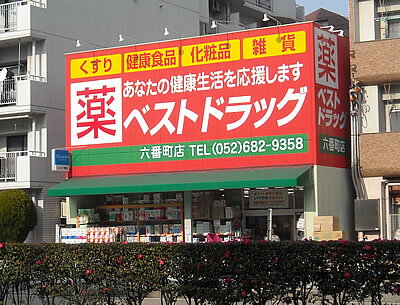 くすり 健康食品 化粧品 雑貨
薬
あなたの健康生活を応援します
ベストドラッグ
六番町店 TEL(052)682-9358
薬
ベスト
ドラッグ
六番町店